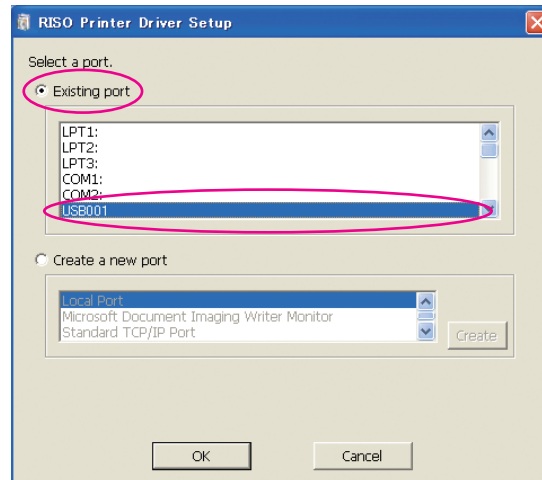 RISO Printer Driver Setup
Select a port.
Existing port
LPT1:
LPT2:
LPT3:
COM1:
COM2:
USB001
Create a new port
Local Port
Microsoft Document Imaging Writer Monitor
Standard TCP/IP Port
Create
OK
Cancel